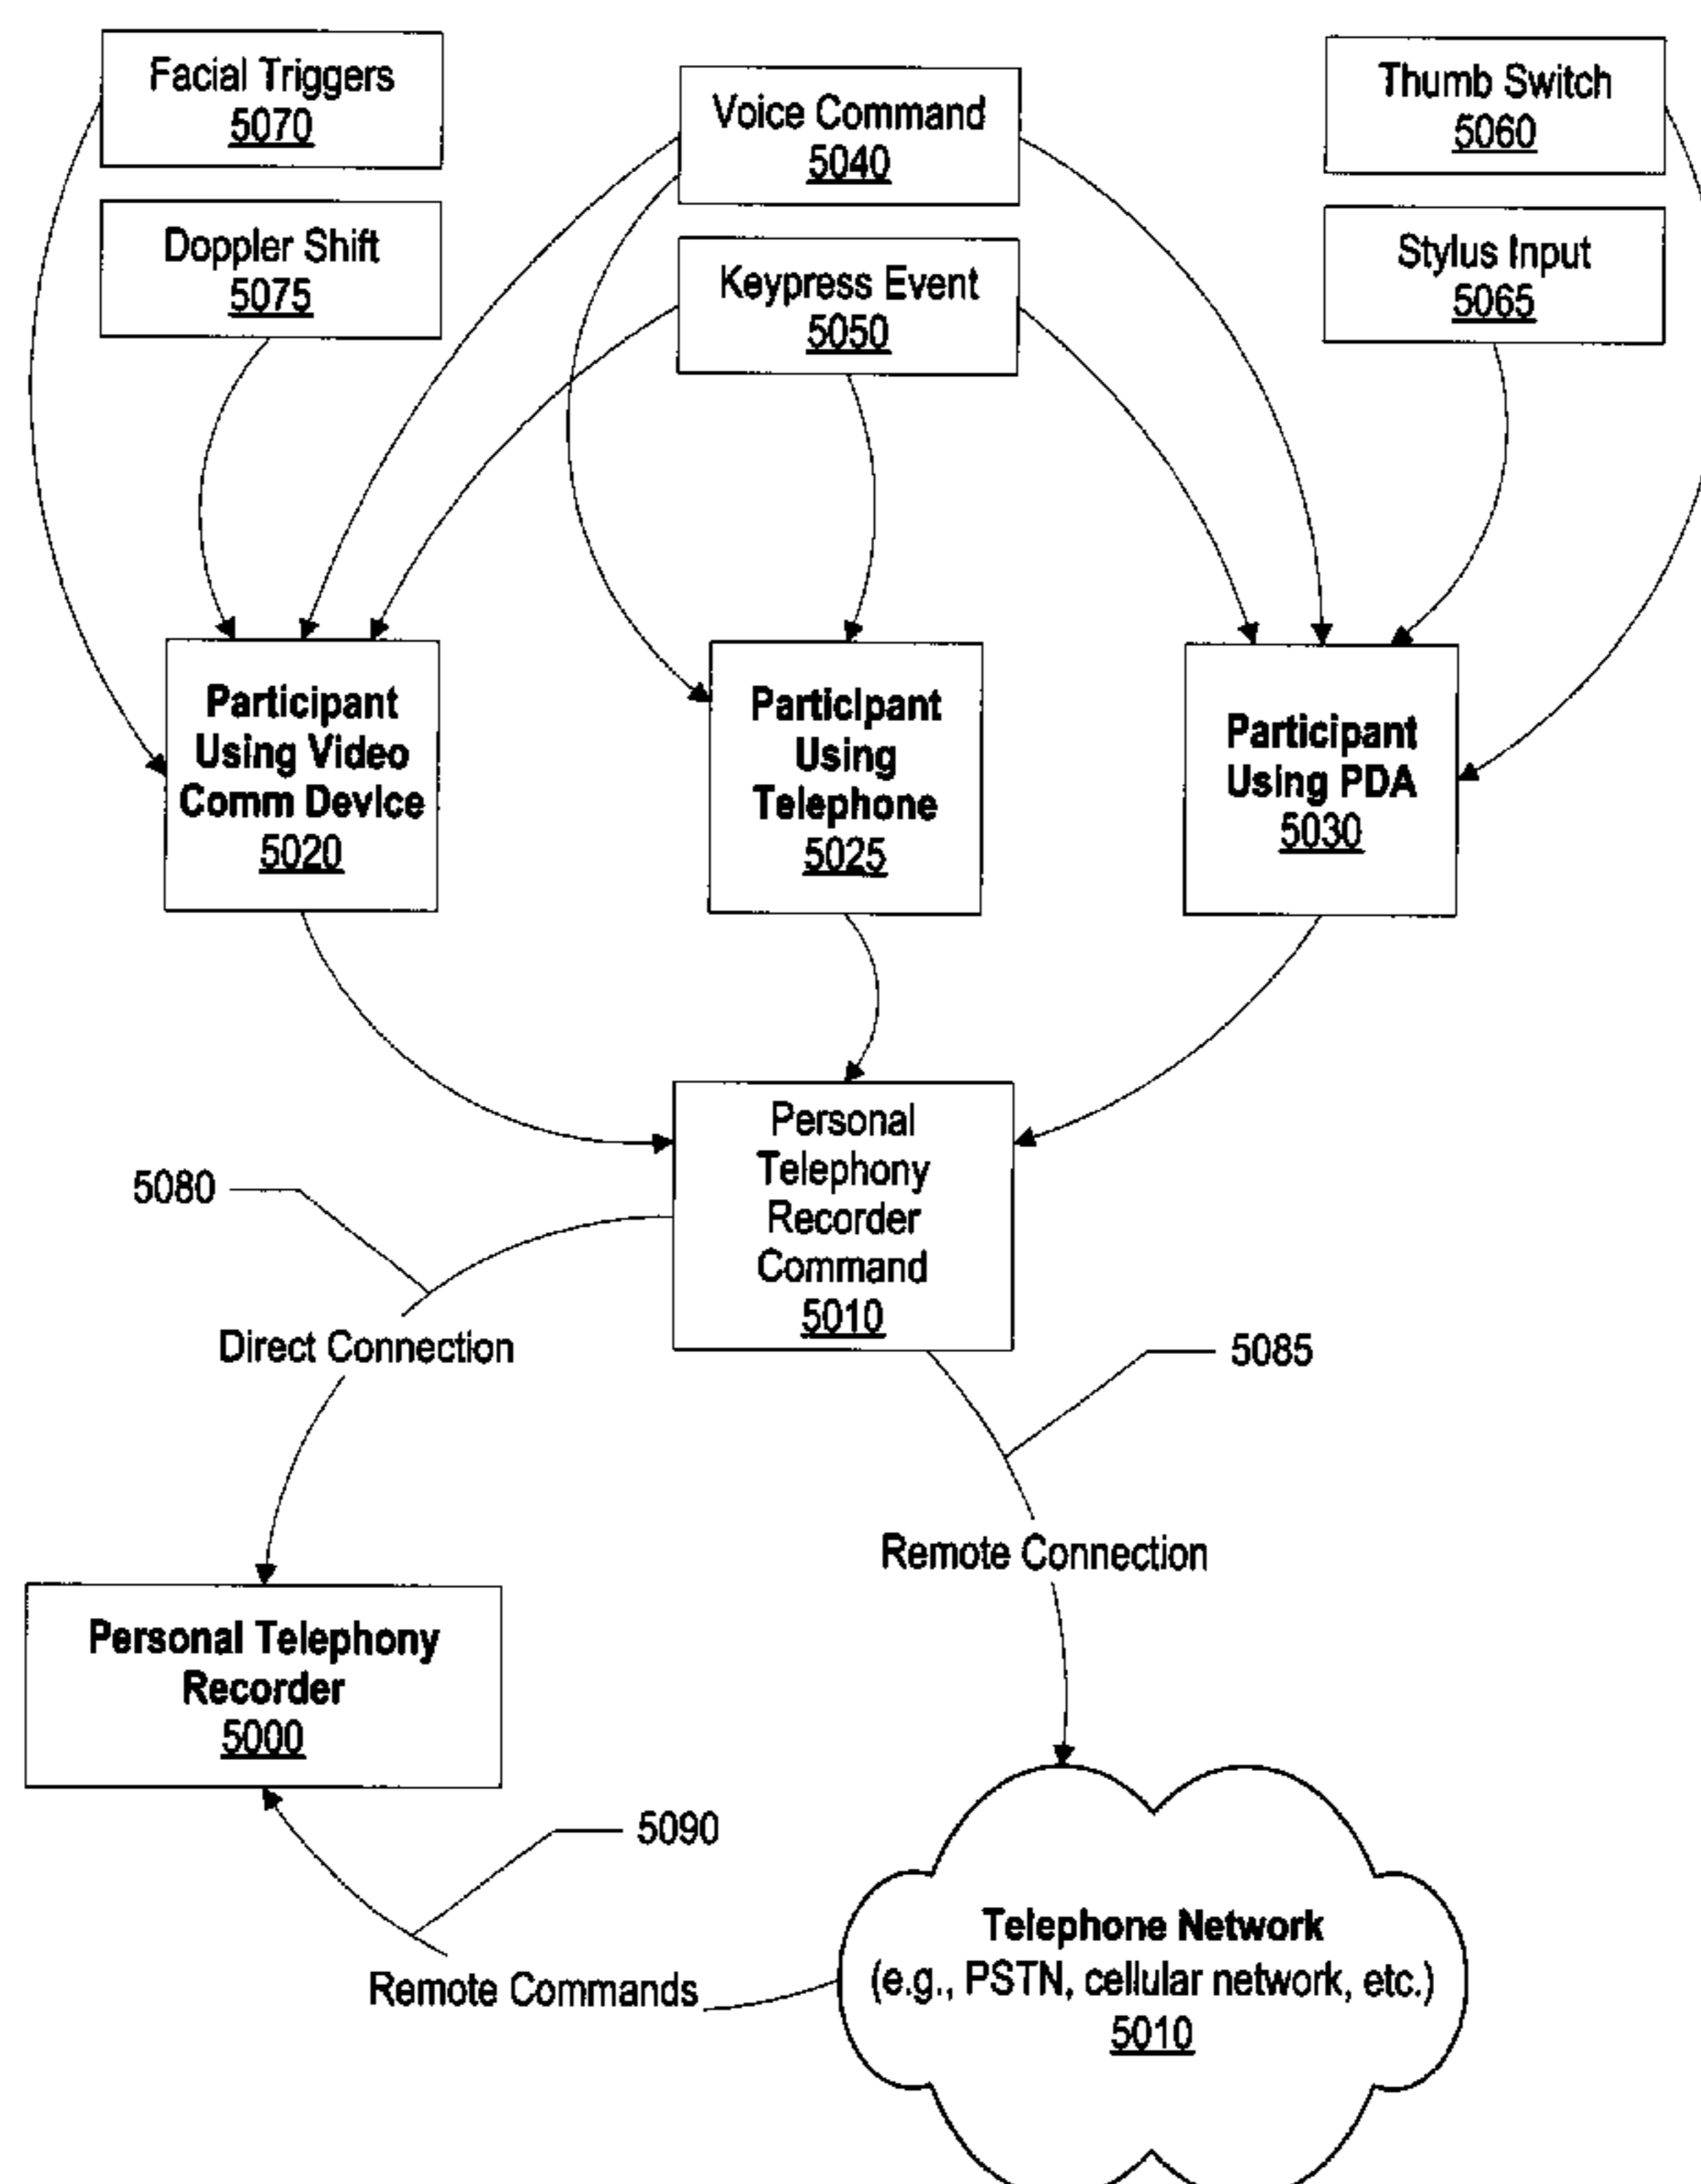 Facial Triggers
5070
Voice Command
5040
Thumb Switch
5060
Doppler Shift
5075
Keypress Event
5050
Stylus Input
5065
Participant
Using Video
Comm Device
5020
Participant
Using
Telephone
5025
Participant
Using PDA
5030
Personal
Telephony
Recorder
Command
5010
5080
Direct Connection
5085
Remote Connection
Personal Telephony
Recorder
5000
5090
Remote Commands
Telephone Network
(e.g., PSTN, cellular network, etc.)
5010